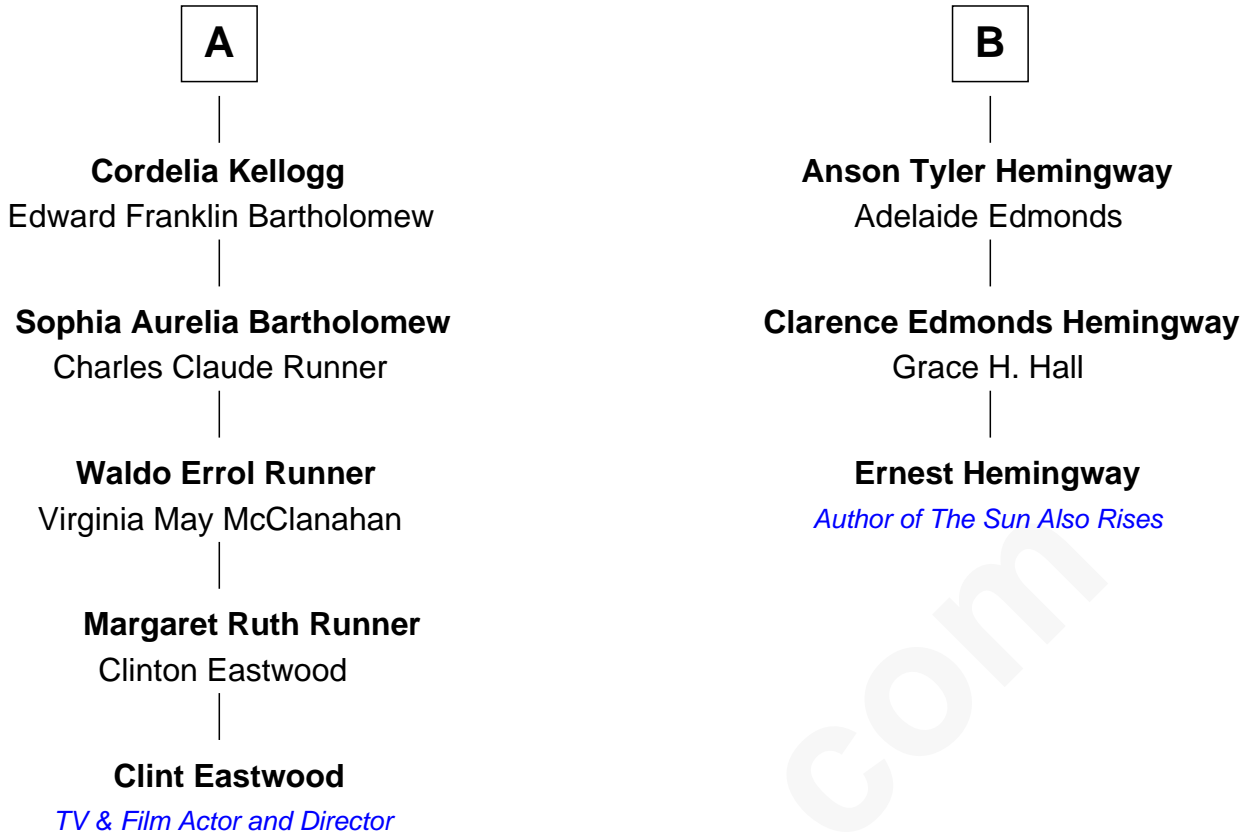 A
Cordelia Kellogg
Edward Franklin Bartholomew
Sophia Aurelia Bartholomew
Charles Claude Runner
Waldo Errol Runner
Virginia May McClanahan
Margaret Ruth Runner
Clinton Eastwood
Clint Eastwood
TV & Film Actor and Director
B
Anson Tyler Hemingway
Adelaide Edmonds
Clarence Edmonds Hemingway
Grace H. Hall
Ernest Hemingway
Author of The Sun Also Rises
com